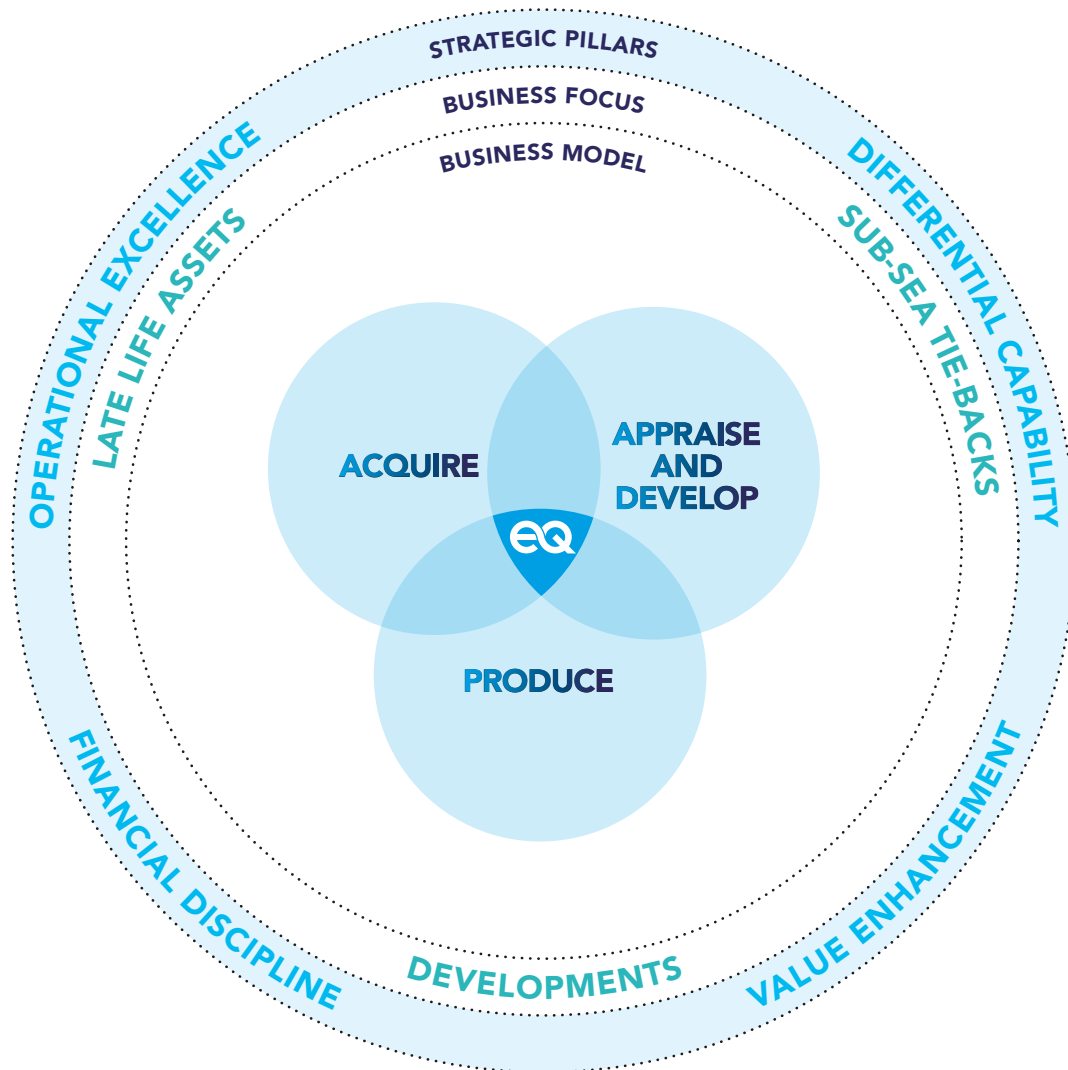 STRATEGIC PILLARS
BUSINESS FOCUS
BUSINESS MODEL
OPERATIONAL EXCELLENCE
DIFFERENTIAL CAPABILITY
LATE LIFE ASSETS
SUB-SEA TIE-BACKS
ACQUIRE
APPRAISE
AND
DEVELOP
eQ
PRODUCE
FINANCIAL DISCIPLINE
VALUE ENHANCEMENT
DEVELOPMENTS